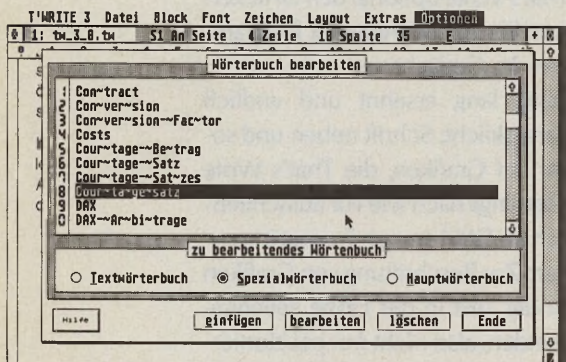 T'WRITE 3 Datei Block Font Zeichen Layout Extras Optionen
1: tw_3_8.tw S1 An Seite 4 Zeile 18 Spalte 35 E
Wörterbuch bearbeiten
1 Con~tract
2 Con~ver~sion
3 Con~ver~sion~~Fac~tor
4 Costs
5 Cour~tage~~Be~trag
6 Cour~tage~~Satz
7 Cour~tage~~Sat~zes
8 Cour~ta~ge~satz
9 DAX
0 DAX~~Ar~bi~trage
zu bearbeitendes Wörtenbuch
Textwörterbuch Spezialwörterbuch Hauptwörterbuch
Hilfe einfügen bearbeiten löschen Ende